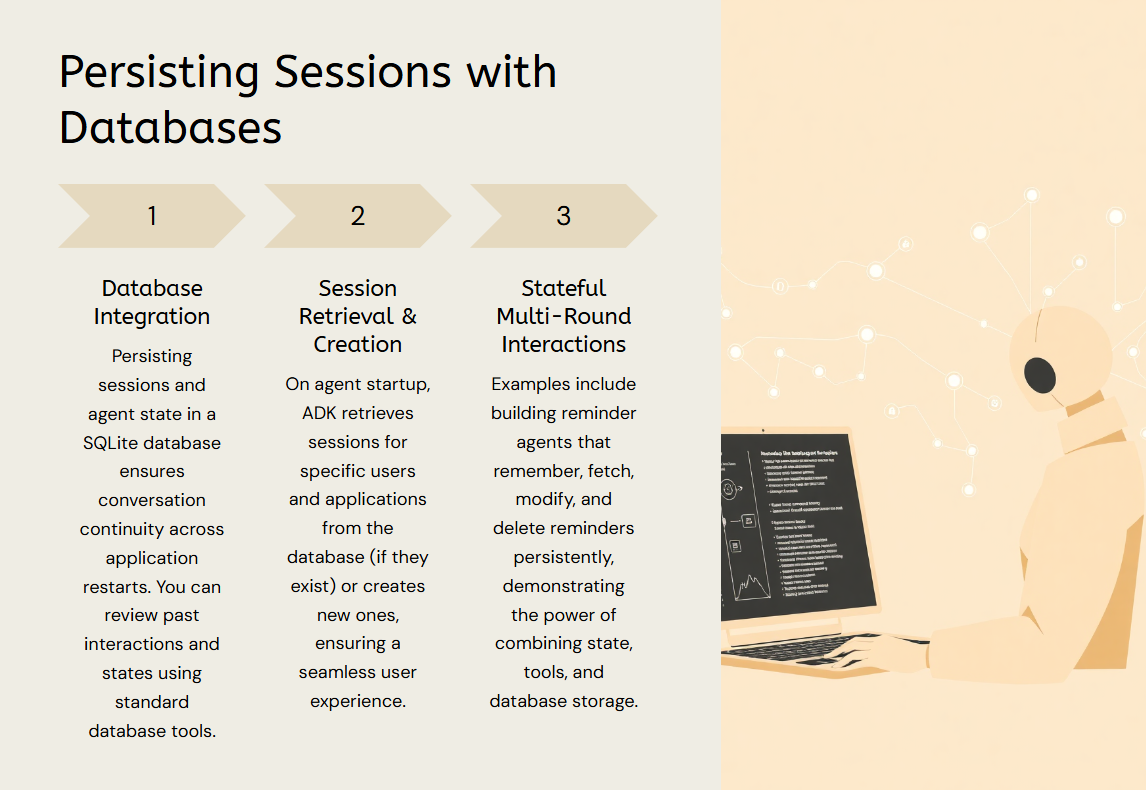 Persisting Sessions with
Databases
1
Database
Integration
Persisting
sessions and
agent state in a
SQLite database
ensures
conversation
continuity across
application
restarts. You can
review past
interactions and
states using
standard
database tools.
2
Session
Retrieval &
Creation
On agent startup,
ADK retrieves
sessions for
specific users
and applications
from the
database (if they
exist) or creates
new ones,
ensuring a
seamless user
experience.
3
Stateful
Multi-Round
Interactions
Examples include
building reminder
agents that
remember, fetch,
modify, and
delete reminders
persistently,
demonstrating
the power of
combining state,
tools, and
database storage.